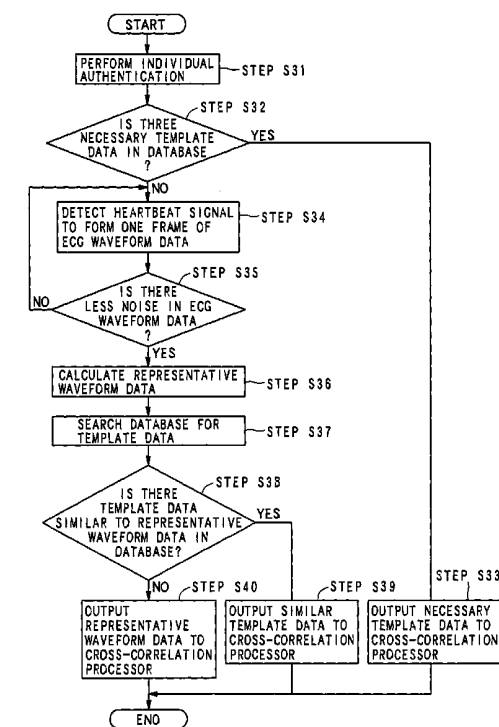 START
PERFORM INDIVIDUAL
AUTHENTICATION
STEP S31
STEP S32
IS THREE
NECESSARY TEMPLATE
DATA IN DATABASE
?
YES
NO
DETECT HEARTBEAT SIGNAL
TO FORM ONE FRAME OF
ECG WAVEFORM DATA
STEP S34
STEP S35
IS THERE
LESS NOISE IN ECG
WAVEFORM DATA
?
NO
YES
CALCULATE REPRESENTATIVE
WAVEFORM DATA
STEP S36
SEARCH DATABASE FOR
TEMPLATE DATA
STEP S37
STEP S38
IS THERE
TEMPLATE DATA
SIMILAR TO REPRESENTATIVE
WAVEFORM DATA IN
DATABASE?
YES
NO
STEP S40
OUTPUT
REPRESENTATIVE
WAVEFORM DATA TO
CROSS-CORRELATION
PROCESSOR
STEP S39
OUTPUT SIMILAR
TEMPLATE DATA TO
CROSS-CORRELATION
PROCESSOR
STEP S33
OUTPUT NECESSARY
TEMPLATE DATA TO
CROSS-CORRELATION
PROCESSOR
END